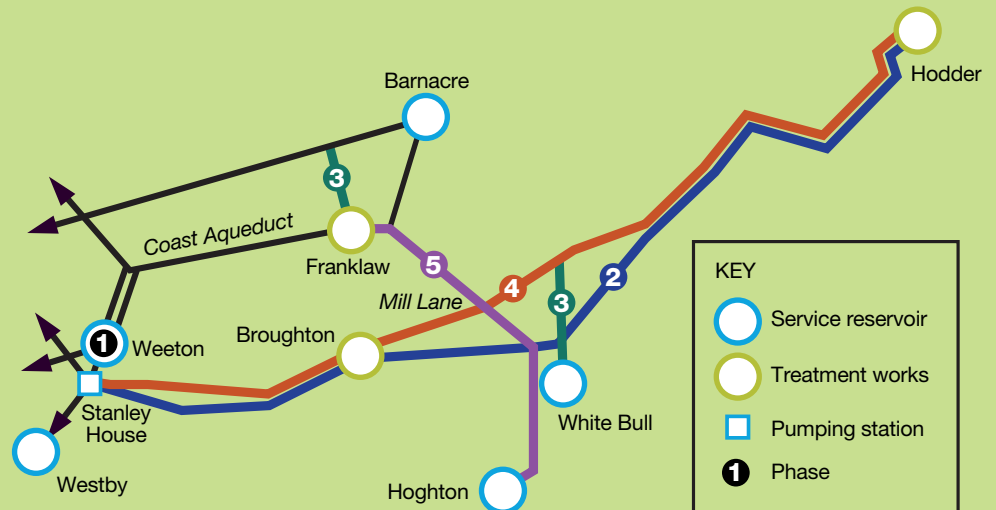 Hodder
Barnacre
3
Coast Aqueduct
Franklaw
5
4
2
3
Mill Lane
Broughton
1
Weeton
Stanley
House
White Bull
Westby
Hoghton
KEY
Service reservoir
Treatment works
Pumping station
1
Phase